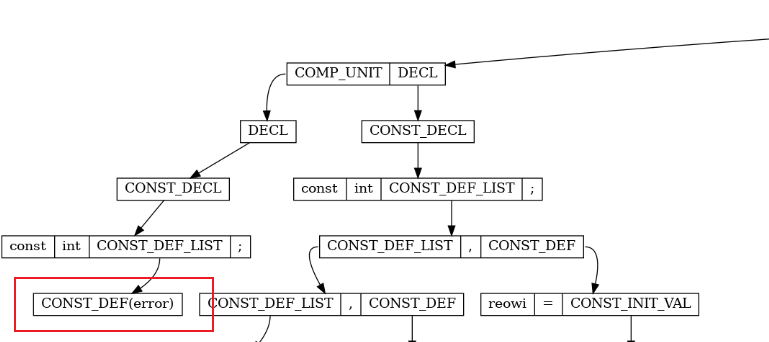 COMP_UNIT DECL
DECL CONST_DECL
CONST_DECL const int CONST_DEF_LIST ;
const int CONST_DEF_LIST ; CONST_DEF_LIST , CONST_DEF
CONST_DEF(error) CONST_DEF_LIST , CONST_DEF reowi = CONST_INIT_VAL